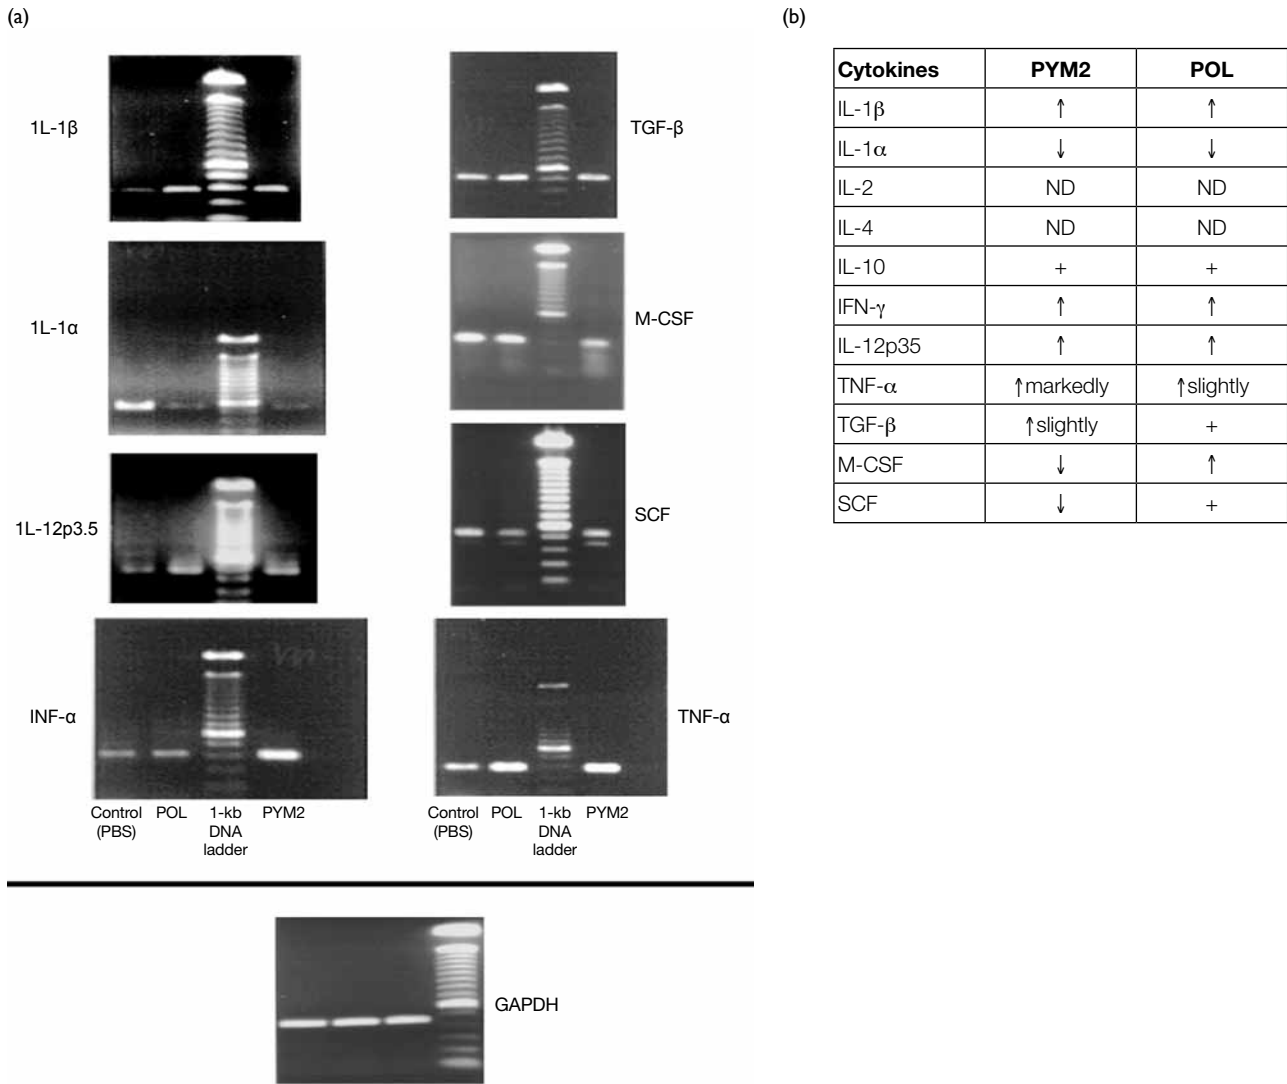 (a)
1L-1β
TGF-β
1L-1α
M-CSF
1L-12p3.5
SCF
INF-α
TNF-α
Control
(PBS)
POL
1-kb
DNA
ladder
PYM2
Control
(PBS)
POL
1-kb
DNA
ladder
PYM2
GAPDH
(b)
Cytokines PYM2 POL
IL-1β ↑ ↑
IL-1α ↓ ↓
IL-2 ND ND
IL-4 ND ND
IL-10 + +
IFN-γ ↑ ↑
IL-12p35 ↑ ↑
TNF-α ↑markedly ↑slightly
TGF-β ↑slightly +
M-CSF ↓ ↑
SCF ↓ +